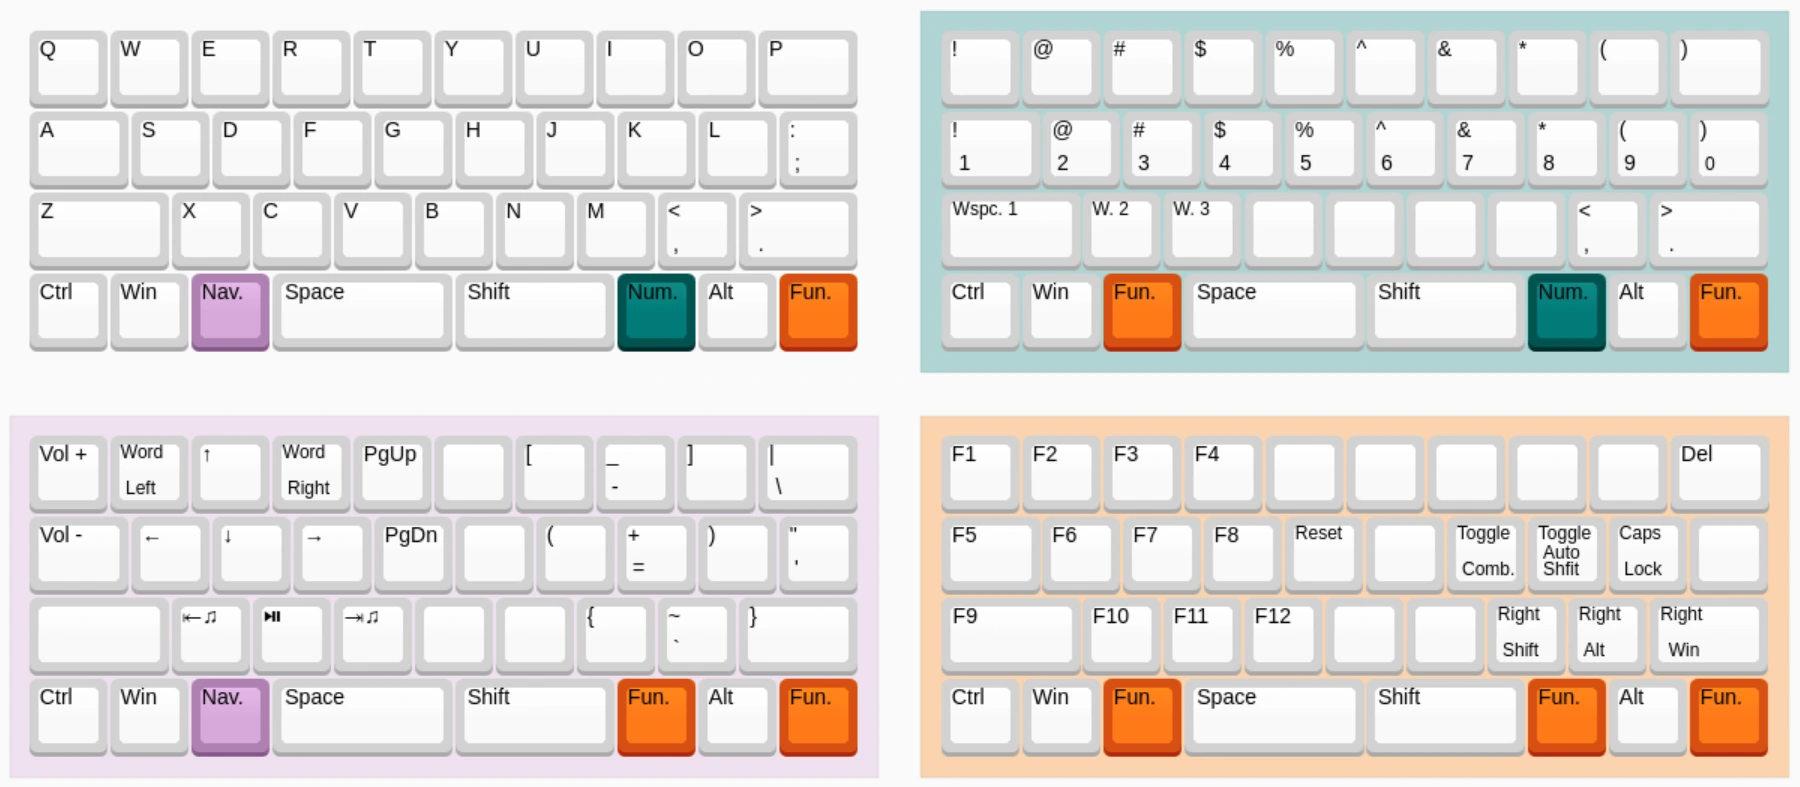 Q W E R T Y U I O P
A S D F G H J K L :
;
Z X C V B N M < >
, .
Ctrl Win Nav. Space Shift Num. Alt Fun.
! @ # $ % ^ & * ( )
! @ # $ % ^ & * ( )
1 2 3 4 5 6 7 8 9 0
Wspc. 1 W. 2 W. 3 < >
, .
Ctrl Win Fun. Space Shift Num. Alt Fun.
Vol + Word ↑ Word PgUp [ _ ] |
Left Right - \
Vol - ← ↓ → PgDn ( + ) "
= '
⇤♫ ⏯ ⇥♫ { ~ }
`
Ctrl Win Nav. Space Shift Fun. Alt Fun.
F1 F2 F3 F4 Del
F5 F6 F7 F8 Reset Toggle Toggle Caps
Auto
Comb. Shfit Lock
F9 F10 F11 F12 Right Right Right
Shift Alt Win
Ctrl Win Fun. Space Shift Fun. Alt Fun.